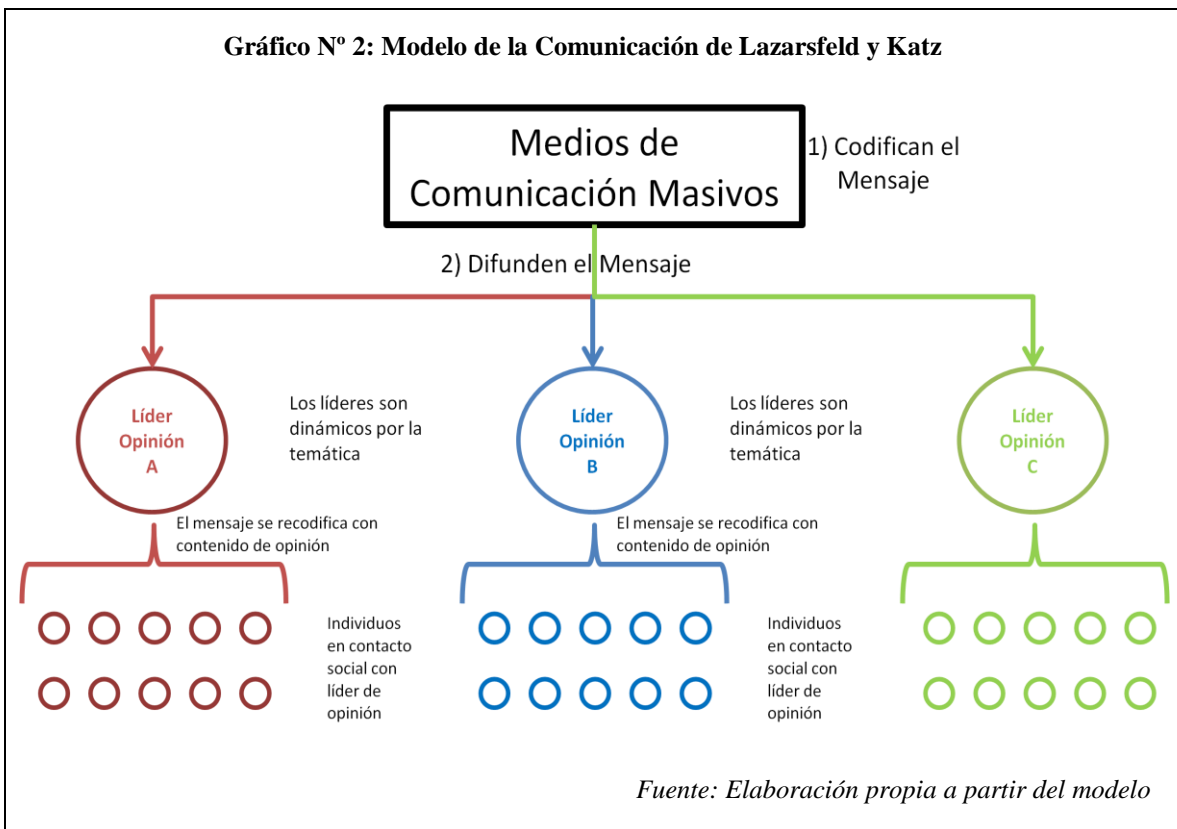 Gráfico Nº 2: Modelo de la Comunicación de Lazarsfeld y Katz
Medios de
Comunicación Masivos
1) Codifican el
Mensaje
2) Difunden el Mensaje
Líder
Opinión
A
Los líderes son
dinámicos por la
temática
Líder
Opinión
B
Los líderes son
dinámicos por la
temática
Líder
Opinión
C
El mensaje se recodifica con
contenido de opinión
El mensaje se recodifica con
contenido de opinión
Individuos
en contacto
social con
líder de
opinión
Individuos
en contacto
social con
líder de
opinión
Fuente: Elaboración propia a partir del modelo